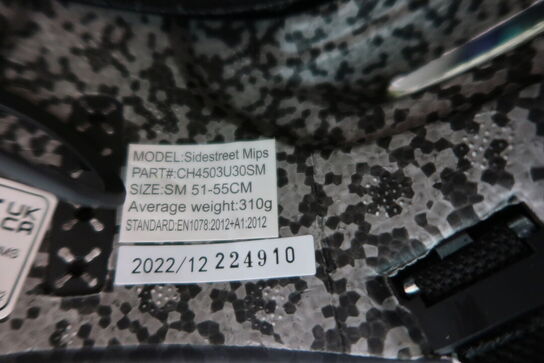 MODEL:Sidestreet Mips
PART#:CH4503U30SM
SIZE:SM 51-55CM
Average weight:310g
STANDARD:EN1078:2012+A1:2012
2022/12 224910
UK
CA